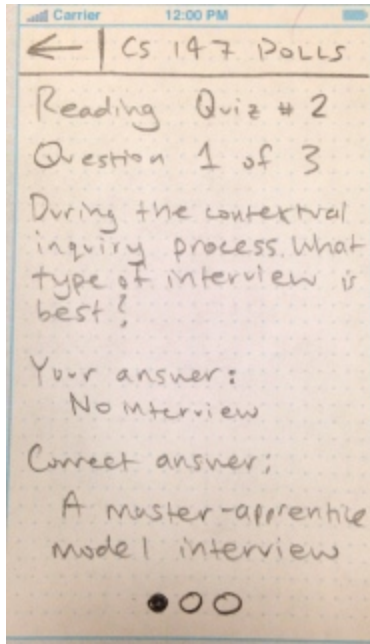 Carrier 12:00 PM
← | CS 147 POLLS
Reading Quiz # 2
Question 1 of 3
During the contextual
inquiry process, what
type of interview is
best?
Your answer:
No interview
Correct answer:
A master-apprentice
model interview